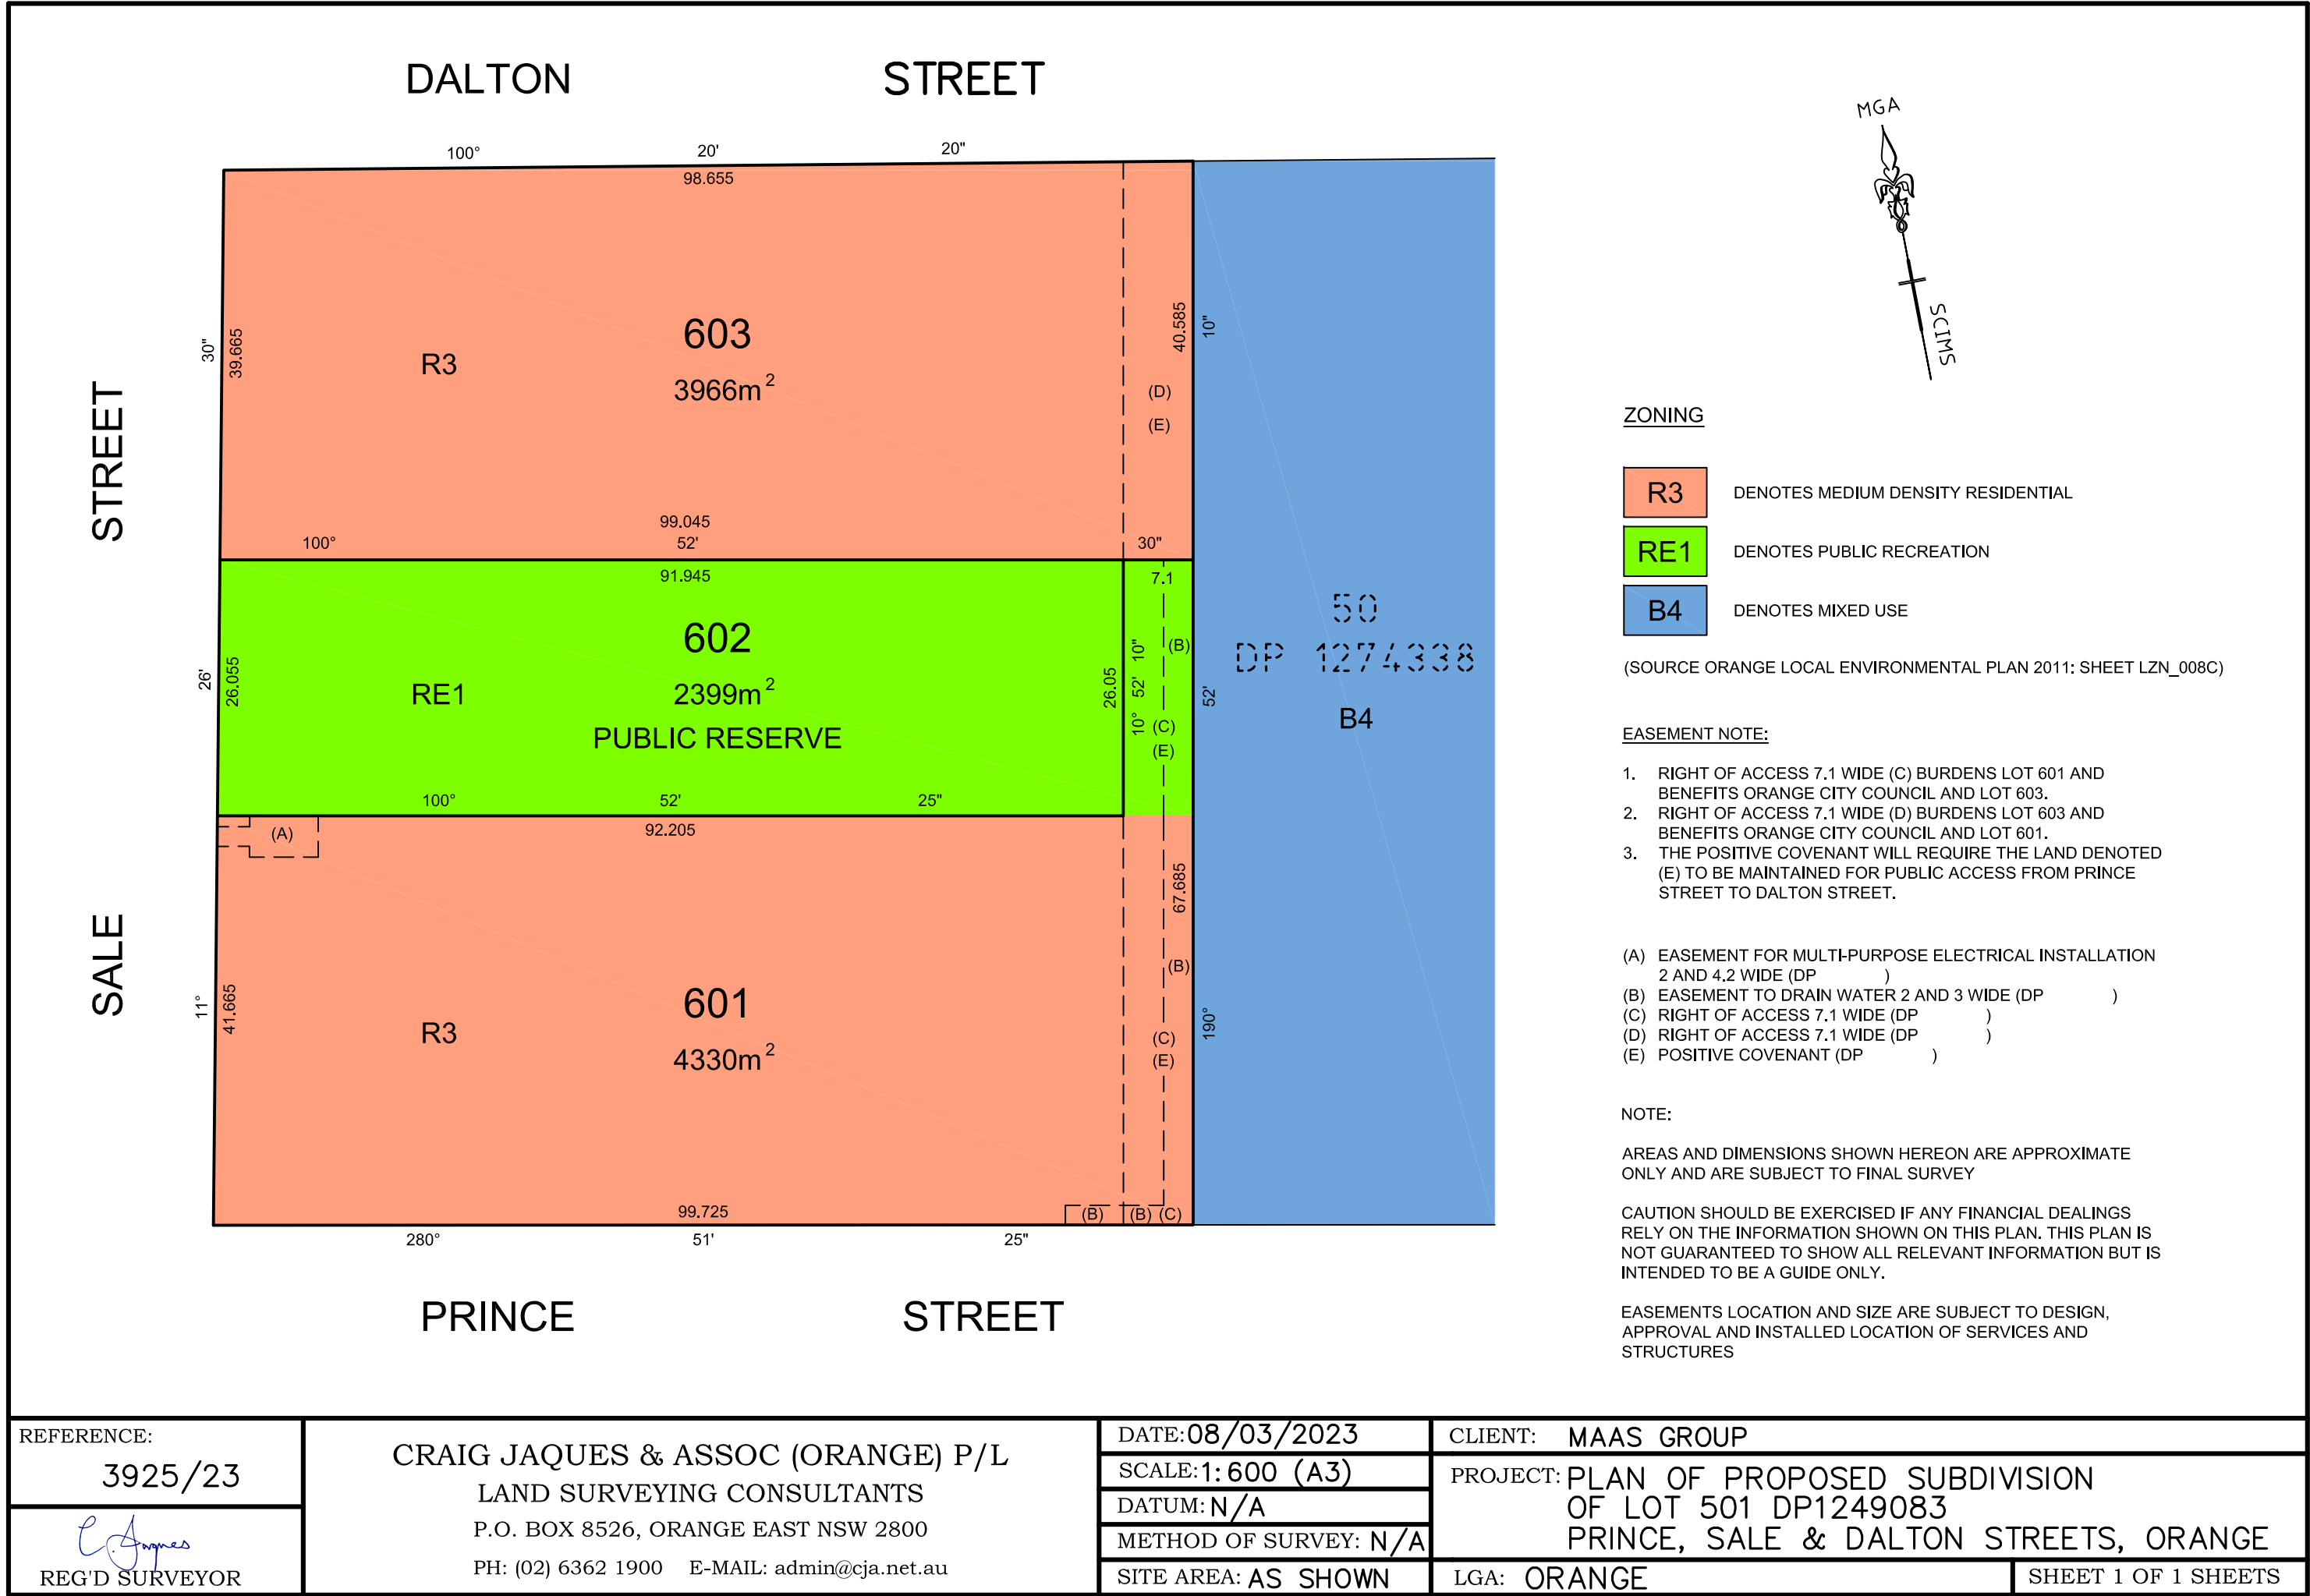 DALTON STREET
100° 20' 20"
98.655
MGA
SCIMS
STREET
SALE
30"
39.665
603
R3
3966m²
40.585
10"
(D)
(E)
99.045
100° 52' 30"
91.945
7.1
26'
26.055
602
RE1
2399m²
PUBLIC RESERVE
26.05
10° 52' 10"
(B)
(C)
(E)
52'
50
DP 1274338
B4
100° 52' 25"
92.205
(A)
11°
41.665
601
R3
4330m²
67.685
(B)
190°
(C)
(E)
99.725
(B) (B) (C)
280° 51' 25"
PRINCE STREET
ZONING
R3 DENOTES MEDIUM DENSITY RESIDENTIAL
RE1 DENOTES PUBLIC RECREATION
B4 DENOTES MIXED USE
(SOURCE ORANGE LOCAL ENVIRONMENTAL PLAN 2011: SHEET LZN_008C)
EASEMENT NOTE:
1. RIGHT OF ACCESS 7.1 WIDE (C) BURDENS LOT 601 AND
BENEFITS ORANGE CITY COUNCIL AND LOT 603.
2. RIGHT OF ACCESS 7.1 WIDE (D) BURDENS LOT 603 AND
BENEFITS ORANGE CITY COUNCIL AND LOT 601.
3. THE POSITIVE COVENANT WILL REQUIRE THE LAND DENOTED
(E) TO BE MAINTAINED FOR PUBLIC ACCESS FROM PRINCE
STREET TO DALTON STREET.
(A) EASEMENT FOR MULTI-PURPOSE ELECTRICAL INSTALLATION
2 AND 4.2 WIDE (DP )
(B) EASEMENT TO DRAIN WATER 2 AND 3 WIDE (DP )
(C) RIGHT OF ACCESS 7.1 WIDE (DP )
(D) RIGHT OF ACCESS 7.1 WIDE (DP )
(E) POSITIVE COVENANT (DP )
NOTE:
AREAS AND DIMENSIONS SHOWN HEREON ARE APPROXIMATE
ONLY AND ARE SUBJECT TO FINAL SURVEY
CAUTION SHOULD BE EXERCISED IF ANY FINANCIAL DEALINGS
RELY ON THE INFORMATION SHOWN ON THIS PLAN. THIS PLAN IS
NOT GUARANTEED TO SHOW ALL RELEVANT INFORMATION BUT IS
INTENDED TO BE A GUIDE ONLY.
EASEMENTS LOCATION AND SIZE ARE SUBJECT TO DESIGN,
APPROVAL AND INSTALLED LOCATION OF SERVICES AND
STRUCTURES
REFERENCE:
3925/23
C. Jaques
REG'D SURVEYOR
CRAIG JAQUES & ASSOC (ORANGE) P/L
LAND SURVEYING CONSULTANTS
P.O. BOX 8526, ORANGE EAST NSW 2800
PH: (02) 6362 1900 E-MAIL: admin@cja.net.au
DATE: 08/03/2023
SCALE: 1:600 (A3)
DATUM: N/A
METHOD OF SURVEY: N/A
SITE AREA: AS SHOWN
CLIENT: MAAS GROUP
PROJECT: PLAN OF PROPOSED SUBDIVISION
OF LOT 501 DP1249083
PRINCE, SALE & DALTON STREETS, ORANGE
LGA: ORANGE
SHEET 1 OF 1 SHEETS